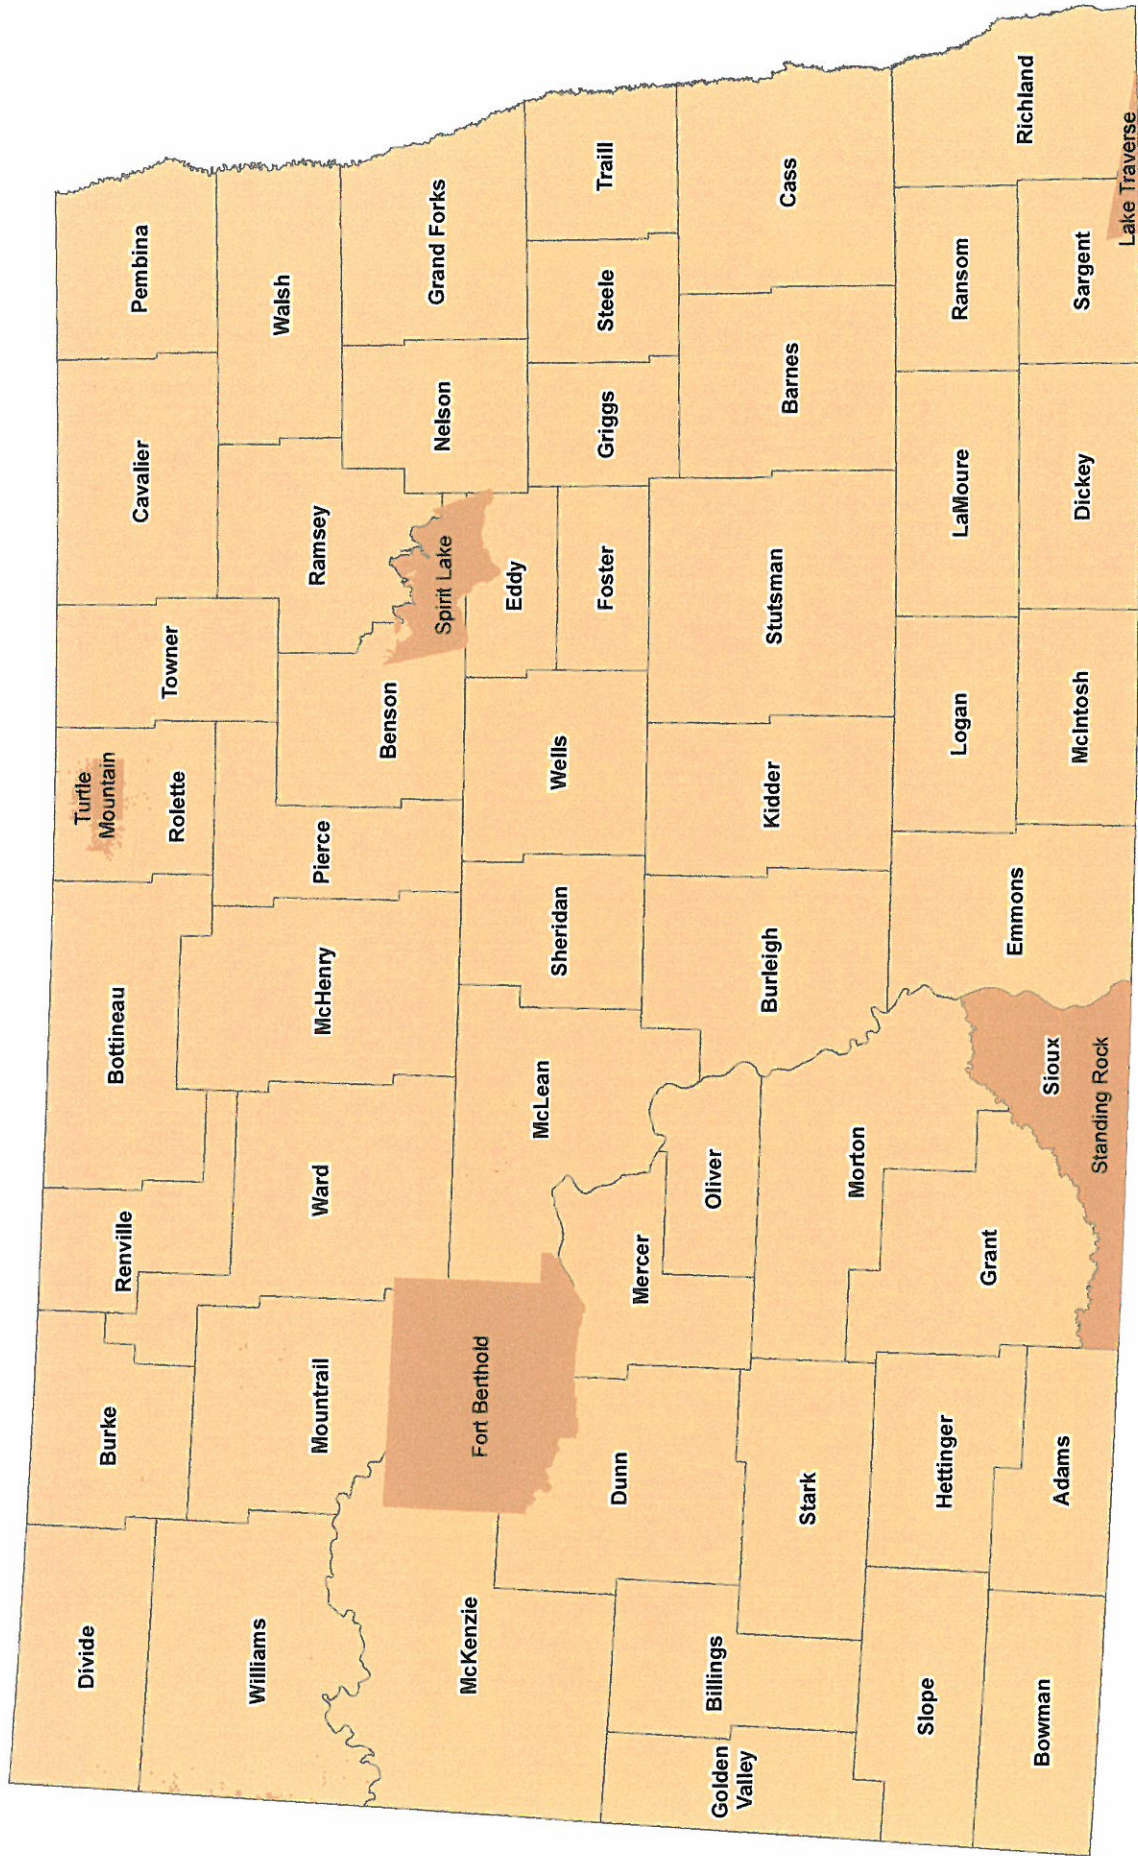 Divide
Burke
Renville
Bottineau
Turtle
Mountain
Rolette
Towner
Cavalier
Pembina
Williams
Mountrail
Ward
McHenry
Pierce
Benson
Ramsey
Walsh
Spirit Lake
Nelson
Grand Forks
McKenzie
Fort Berthold
McLean
Sheridan
Wells
Eddy
Foster
Griggs
Steele
Traill
Dunn
Mercer
Oliver
Golden
Valley
Billings
Stark
Morton
Burleigh
Kidder
Stutsman
Barnes
Cass
Slope
Hettinger
Grant
Sioux
Emmons
Logan
LaMoure
Ransom
Richland
Bowman
Adams
Standing Rock
McIntosh
Dickey
Sargent
Lake Traverse